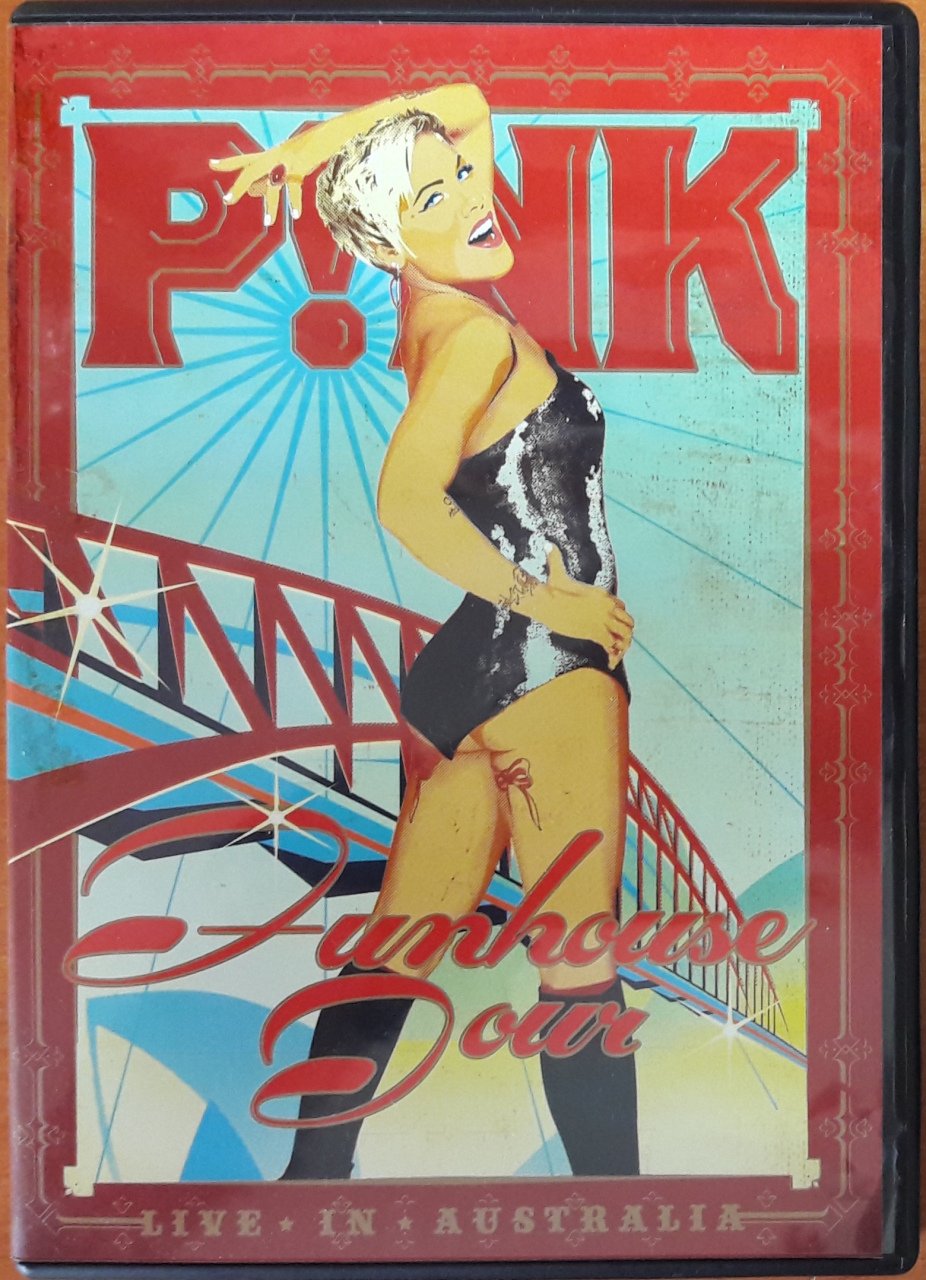 P!NK
Funhouse
Tour
LIVE ★ IN ★ AUSTRALIA